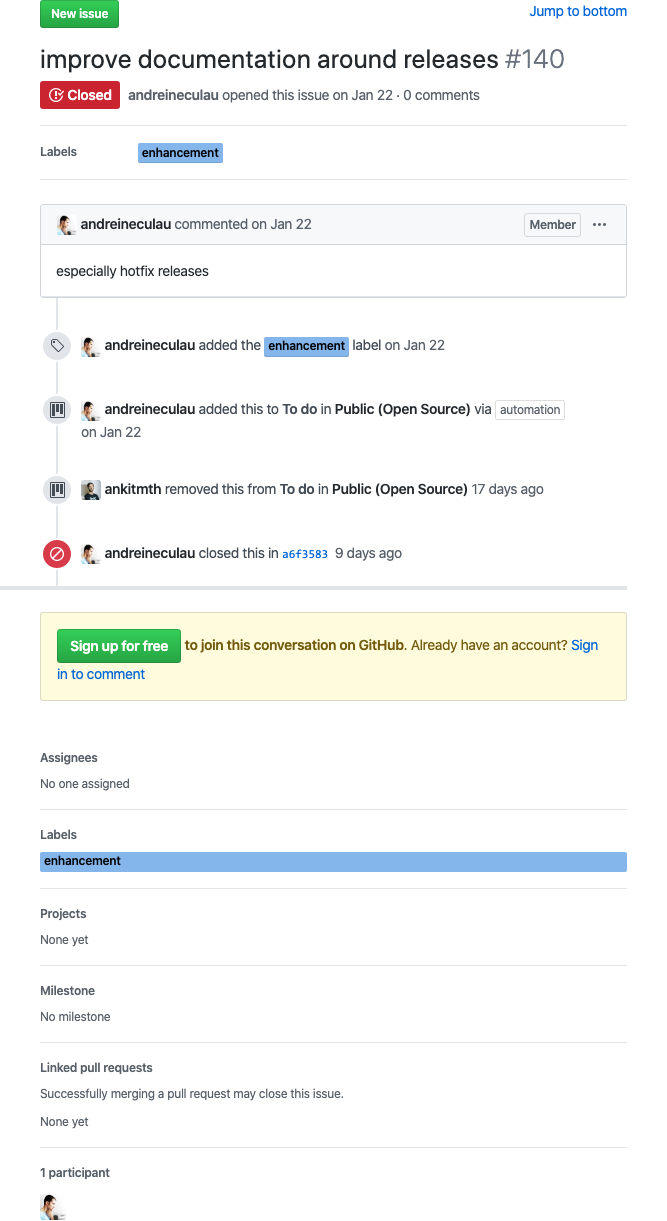 New issue
Jump to bottom
improve documentation around releases #140
Closed andreineculau opened this issue on Jan 22 · 0 comments
Labels enhancement
andreineculau commented on Jan 22 Member ...
especially hotfix releases
andreineculau added the enhancement label on Jan 22
andreineculau added this to To do in Public (Open Source) via automation
on Jan 22
ankitmth removed this from To do in Public (Open Source) 17 days ago
andreineculau closed this in a6f3583 9 days ago
Sign up for free to join this conversation on GitHub. Already have an account? Sign
in to comment
Assignees
No one assigned
Labels
enhancement
Projects
None yet
Milestone
No milestone
Linked pull requests
Successfully merging a pull request may close this issue.
None yet
1 participant